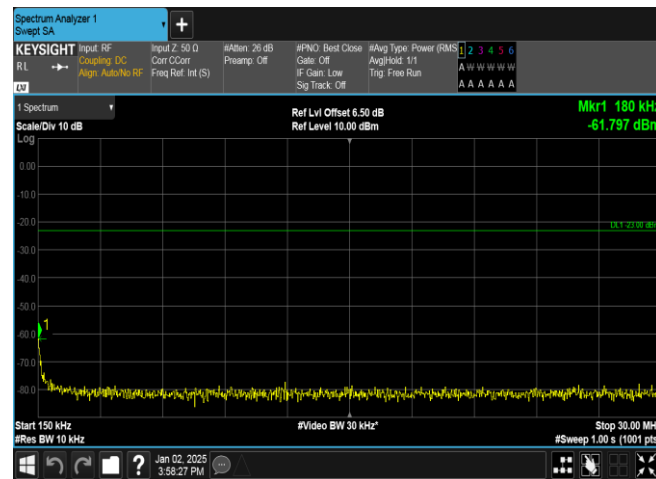 Spectrum Analyzer 1
Swept SA
+
KEYSIGHT
R L
LXI
Input: RF
Coupling: DC
Align: Auto/No RF
Input Z: 50 Ω
Corr CCorr
Freq Ref: Int (S)
#Atten: 26 dB
Preamp: Off
#PNO: Best Close
Gate: Off
IF Gain: Low
Sig Track: Off
#Avg Type: Power (RMS
Avg|Hold: 1/1
Trig: Free Run
1 2 3 4 5 6
A W W W W W
A A A A A A
1 Spectrum
Scale/Div 10 dB
Log
Ref Lvl Offset 6.50 dB
Ref Level 10.00 dBm
Mkr1 180 kHz
-61.797 dBm
0.00
-10.0
-20.0
DL1 -23.00 dBm
-30.0
-40.0
-50.0
1
-60.0
-70.0
-80.0
Start 150 kHz
#Res BW 10 kHz
#Video BW 30 kHz*
Stop 30.00 MH
#Sweep 1.00 s (1001 pts
?
Jan 02, 2025
3:58:27 PM